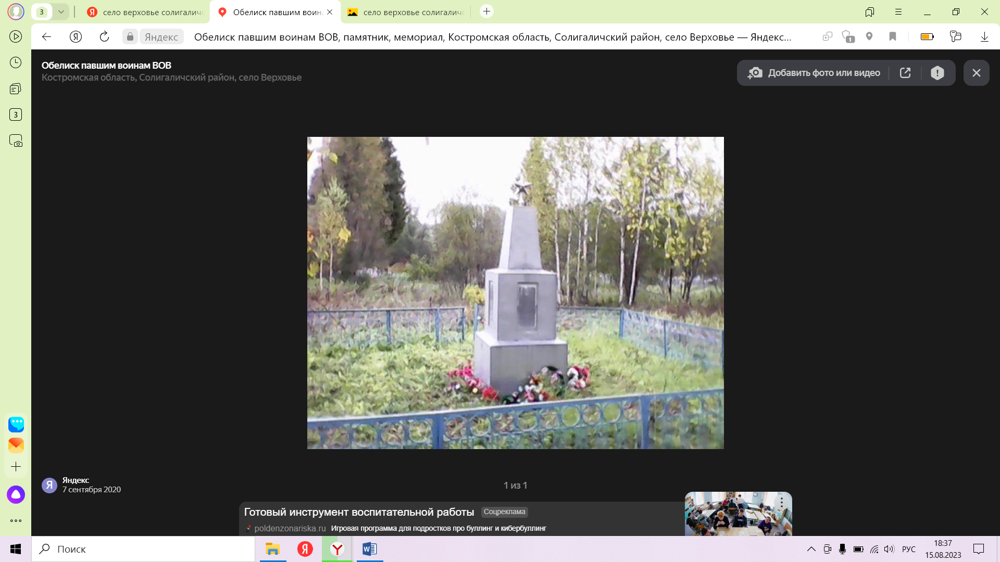 3
село верховье солигалич
Обелиск павшим воин
село верховье солигалич
Яндекс
Обелиск павшим воинам ВОВ, памятник, мемориал, Костромская область, Солигаличский район, село Верховье — Яндекс...
1
Обелиск павшим воинам ВОВ
Костромская область, Солигаличский район, село Верховье
Добавить фото или видео
3
Я
Яндекс
7 сентября 2020
1 из 1
Готовый инструмент воспитательной работы
Соцреклама
poldenzonariska.ru Игровая программа для подростков про буллинг и кибербуллинг
Поиск
РУС
18:37
15.08.2023